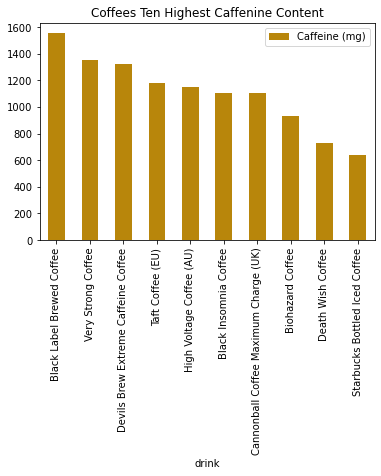 Coffees Ten Highest Caffenine Content
Caffeine (mg)
1600
1400
1200
1000
800
600
400
200
0
Black Label Brewed Coffee
Very Strong Coffee
Devils Brew Extreme Caffeine Coffee
Taft Coffee (EU)
High Voltage Coffee (AU)
Black Insomnia Coffee
Cannonball Coffee Maximum Charge (UK)
Biohazard Coffee
Death Wish Coffee
Starbucks Bottled Iced Coffee
drink